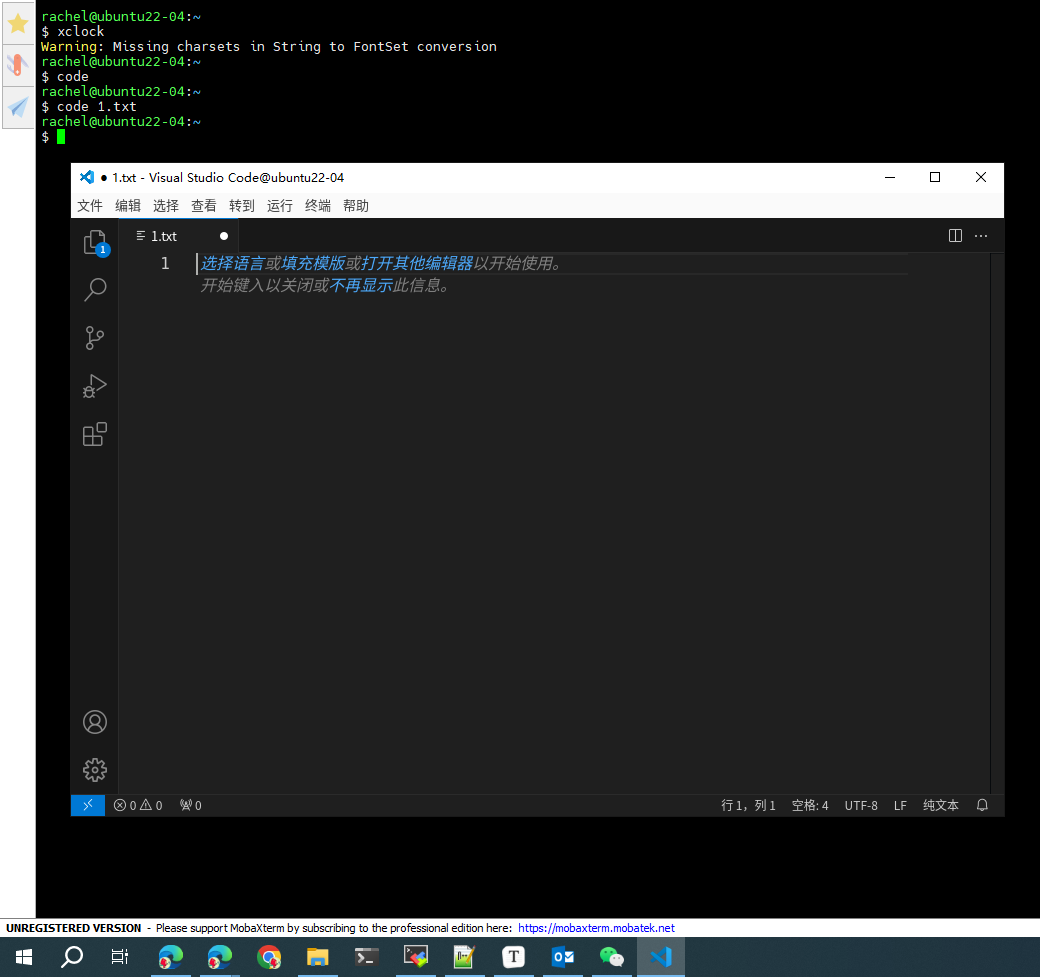 rachel@ubuntu22-04:~
$ xclock
Warning: Missing charsets in String to FontSet conversion
rachel@ubuntu22-04:~
$ code
rachel@ubuntu22-04:~
$ code 1.txt
rachel@ubuntu22-04:~
$
● 1.txt - Visual Studio Code@ubuntu22-04
文件 编辑 选择 查看 转到 运行 终端 帮助
1
1.txt ●
1 选择语言或填充模版或打开其他编辑器以开始使用。
开始键入以关闭或不再显示此信息。
0 0 0 行 1，列 1 空格: 4 UTF-8 LF 纯文本
UNREGISTERED VERSION - Please support MobaXterm by subscribing to the professional edition here: https://mobaxterm.mobatek.net
T